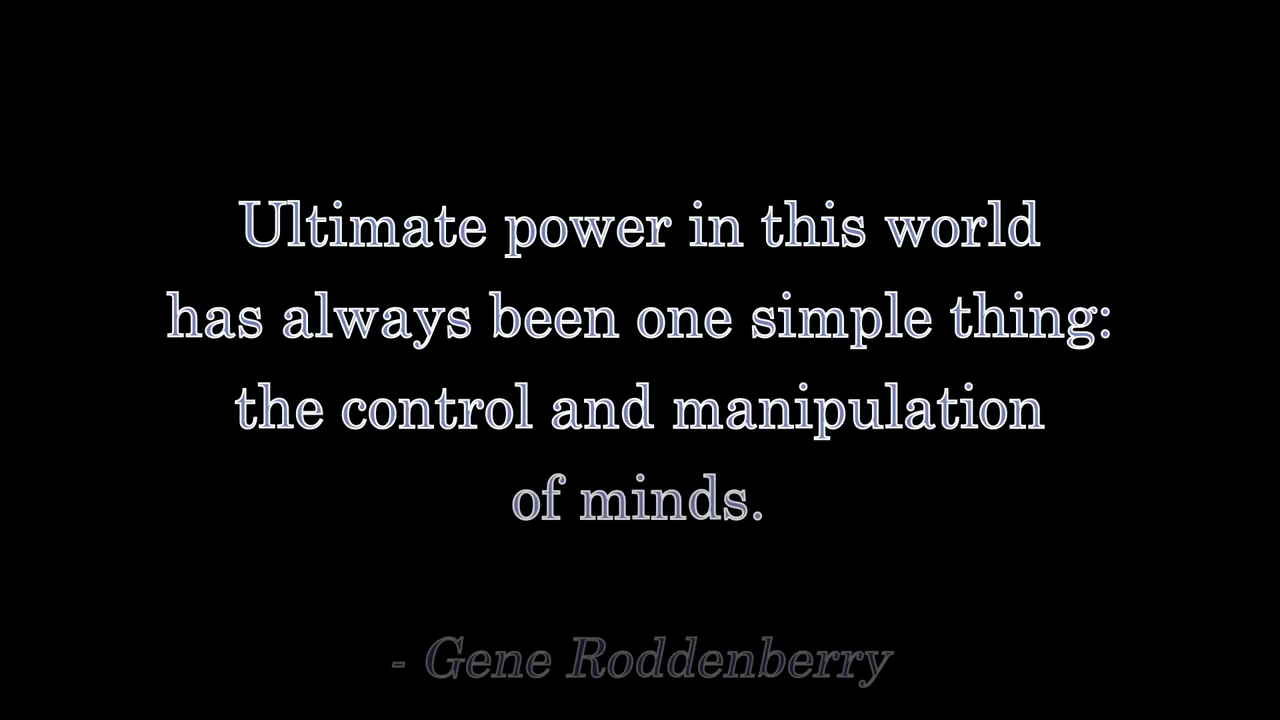 Ultimate power in this world
has always been one simple thing:
the control and manipulation
of minds.
- Gene Roddenberry